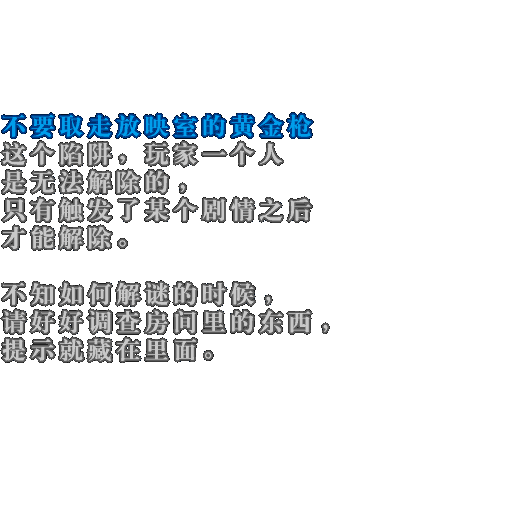 不要取走放映室的黄金枪
这个陷阱，玩家一个人
是无法解除的，
只有触发了某个剧情之后
才能解除。
不知如何解谜的时候，
请好好调查房间里的东西，
提示就藏在里面。